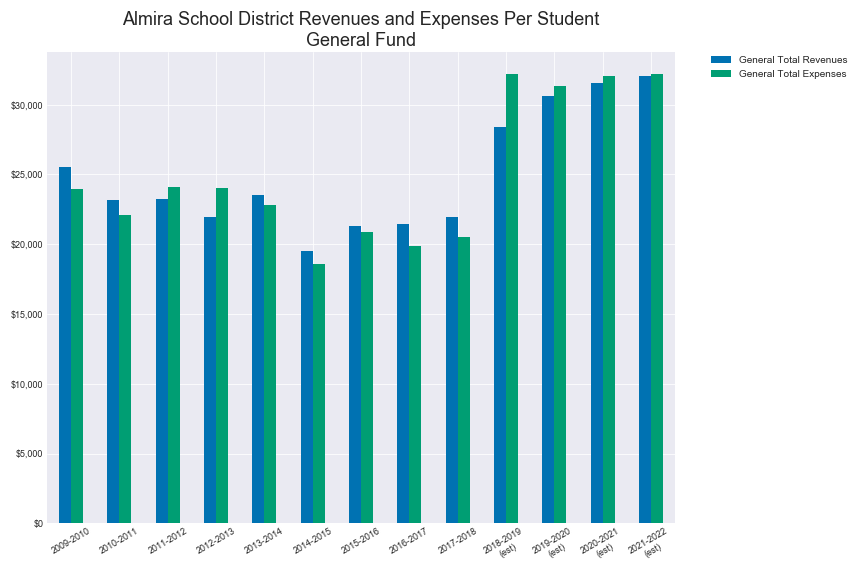 Almira School District Revenues and Expenses Per Student
General Fund
General Total Revenues
General Total Expenses
$30,000
$25,000
$20,000
$15,000
$10,000
$5,000
$0
2009-2010
2010-2011
2011-2012
2012-2013
2013-2014
2014-2015
2015-2016
2016-2017
2017-2018
2018-2019
(est)
2019-2020
(est)
2020-2021
(est)
2021-2022
(est)